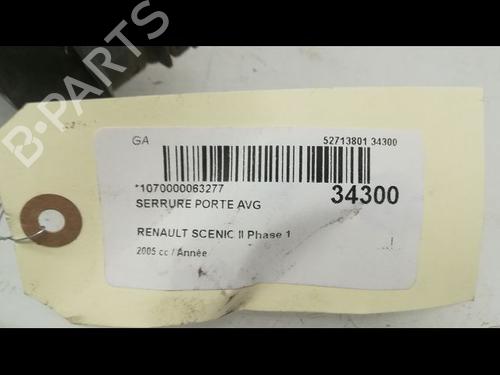 B-PARTS
GA 52713801 34300
*1070000063277
34300
SERRURE PORTE AVG
RENAULT SCENIC II Phase 1
2005 cc / Année